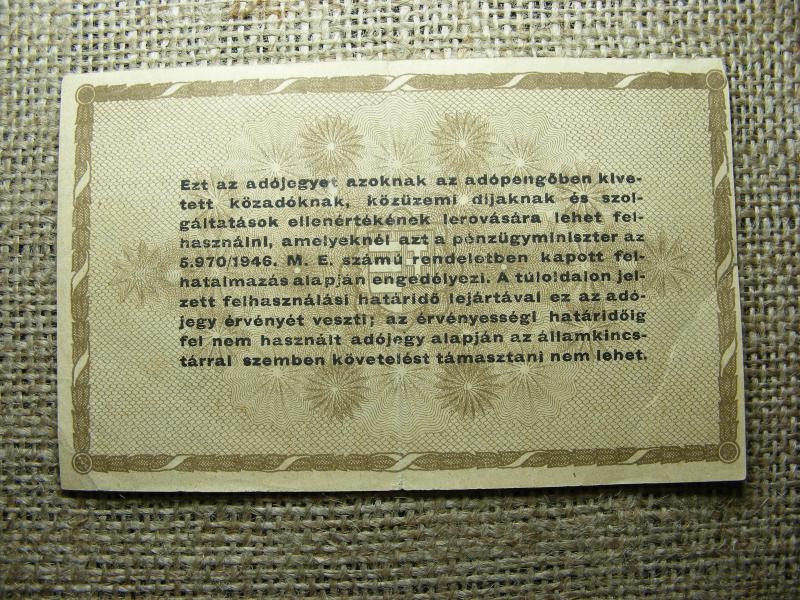 Ezt az adójegyet azoknak az adópengőben kive-
tett közadóknak, közüzemi dijaknak és szol-
gáltatások ellenértékének lerovására lehet fel-
használni, amelyeknél azt a pénzügyminiszter az
5.970/1946. M. E. számú rendeletben kapott fel-
hatalmazás alapján engedélyezi. A túloldalon jel-
zett felhasználási határidő lejártával ez az adó-
jegy érvényét veszti; az érvényességi határidőig
fel nem használt adójegy alapján az államkincs-
tárral szemben követelést támasztani nem lehet.